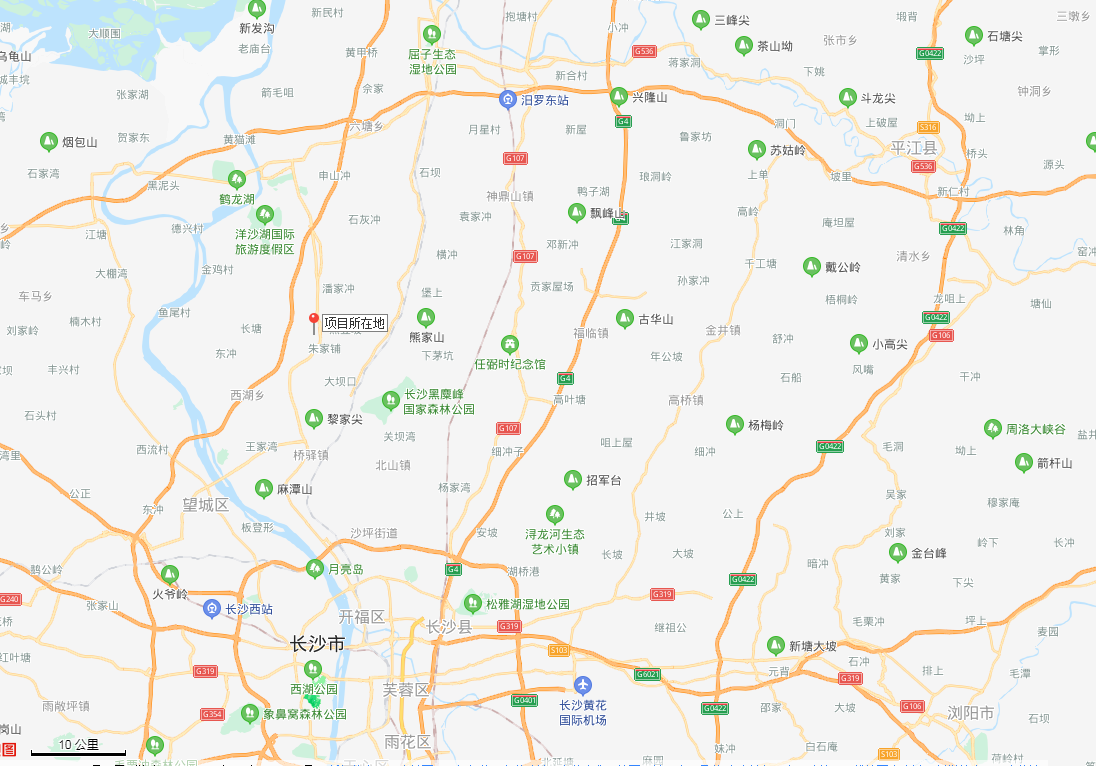 新民村
抱塘村
三峰尖
塅背
三墩乡
大顺围
新发沟
小冲
石塘尖
老庙台
黄甲桥
屈子生态
湿地公园
G536
茶山坳
张市乡
G0422
掌形
乌龟山
蒋家洞
沙坪
张家湖
箭毛咀
佘家
新合村
下姚
钟洞乡
汨罗东站
兴隆山
斗龙尖
六塘乡
月星村
新屋
G4
洞门
上破屋
S316
坳上
烟包山
贺家东
黄猫滩
鲁家坊
平江县
苏姑岭
桥头
G107
G536
源头
石家湾
黑泥头
鹤龙湖
申山冲
石坝
琅洞岭
上单
坡里
新仁村
神鼎山镇
鸭子湖
洋沙湖国际
旅游度假区
石灰冲
袁家冲
飘峰山
高岭
庵坦屋
G0422
林角
江塘
德兴村
横冲
邓新冲
江家洞
清水乡
窑冲
G107
大棚湾
金鸡村
千工塘
戴公岭
潘家冲
堡上
贡家屋场
孙家冲
梧桐岭
龙咀上
塘仙
车马乡
鱼尾村
楠木村
长塘
项目所在地
古华山
金井镇
G0422
刘家岭
熊家山
福临镇
舒冲
G106
东冲
朱家铺
下茅坑
任弼时纪念馆
年公坡
小高尖
丰兴村
大坝口
G4
石船
风嘴
干冲
西湖乡
长沙黑麋峰
国家森林公园
高叶塘
高桥镇
石头村
黎家尖
G107
杨梅岭
周洛大峡谷
关坝湾
咀上屋
G0422
王家湾
西流村
桥驿镇
细冲子
细冲
毛洞
坳上
北山镇
箭杆山
公正
麻潭山
杨家湾
招军台
吴家
穆家庵
望城区
东冲
浔龙河生态
艺术小镇
井坡
公上
板登形
沙坪街道
安坡
刘家
岭下
长冲
鹅公岭
长坡
大坡
金台峰
月亮岛
G4
湖桥港
暗冲
火爷岭
G0422
黄家
下尖
G240
张家山
长沙西站
松雅湖湿地公园
G319
开福区
长沙县
G319
继祖公
毛栗冲
坪上
麦园
长沙市
新塘大坡
S103
石冲
红叶塘
G319
西湖公园
G6021
元背
G319
排上
毛潭
芙蓉区
长沙黄花
国际机场
G0401
雨敞坪镇
G354
象鼻窝森林公园
G0422
邵家
大坡
G106
浏阳市
石坝
雨花区
妹冲
白石庵
S103
10 公里